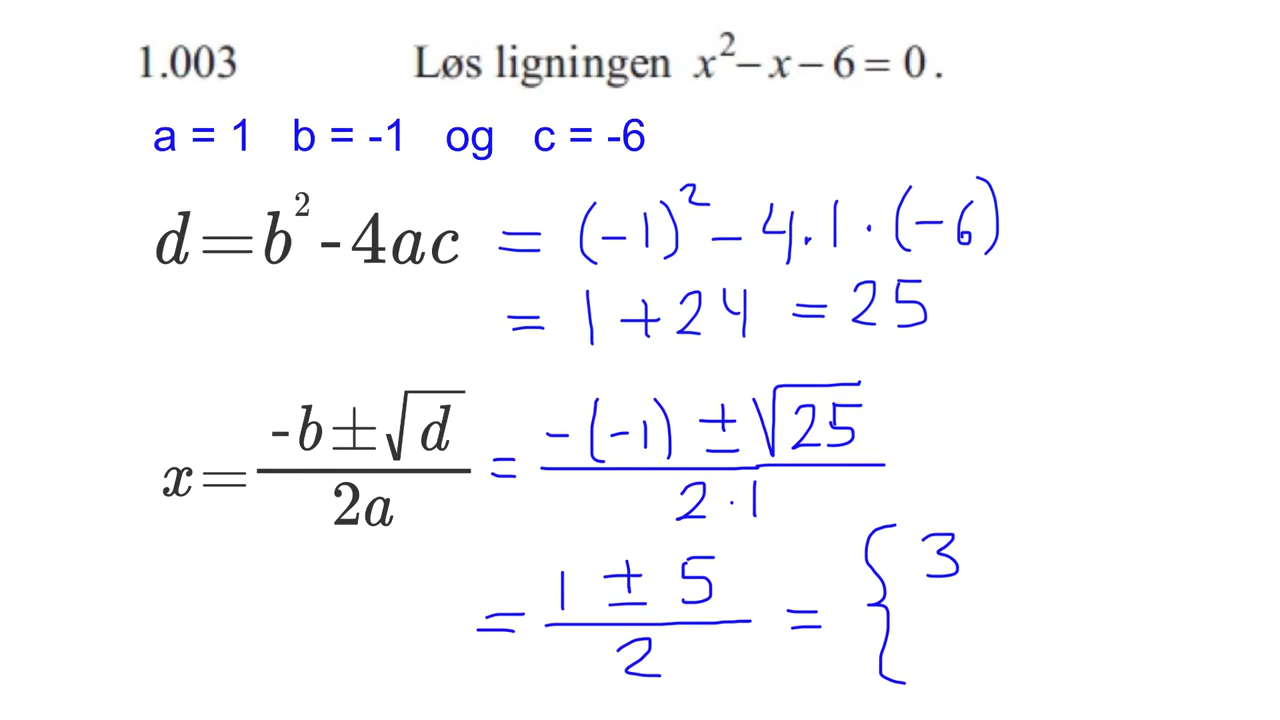 1.003 Løs ligningen x² − x − 6 = 0 .
a = 1 b = -1 og c = -6
d = b² - 4ac = (-1)² - 4·1·(-6)
= 1 + 24 = 25
x = (-b ± √d) / 2a = (-(-1) ± √25) / (2·1)
= (1 ± 5) / 2 = { 3